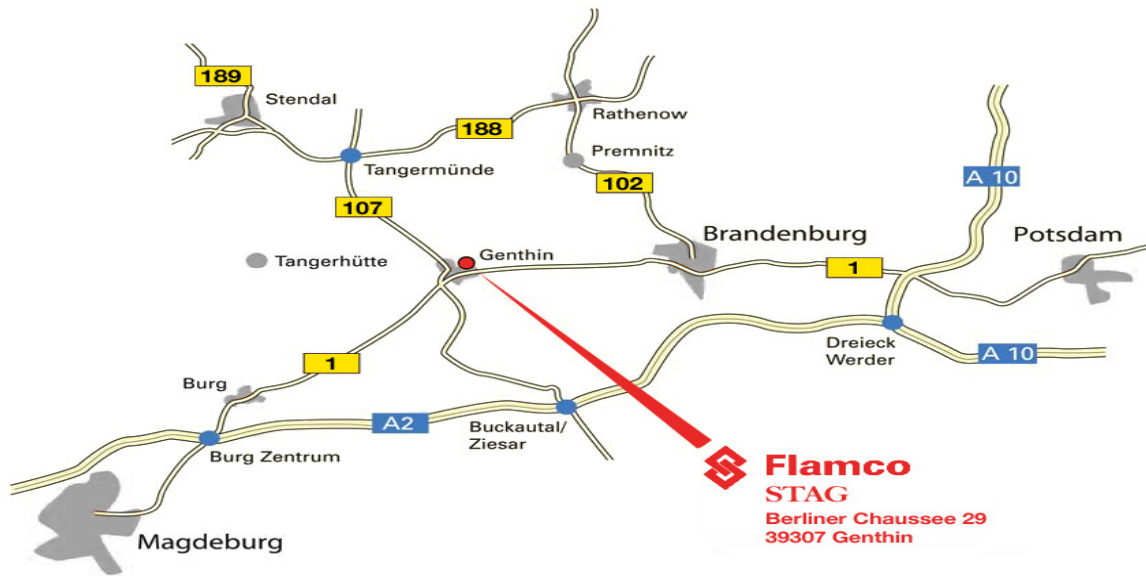 189
Stendal
188
Rathenow
Tangermünde
Premnitz
102
107
A 10
Brandenburg
Potsdam
Tangerhütte
Genthin
1
Dreieck
Werder
A 10
1
Burg
A2
Buckautal/
Ziesar
Burg Zentrum
Magdeburg
Flamco
STAG
Berliner Chaussee 29
39307 Genthin